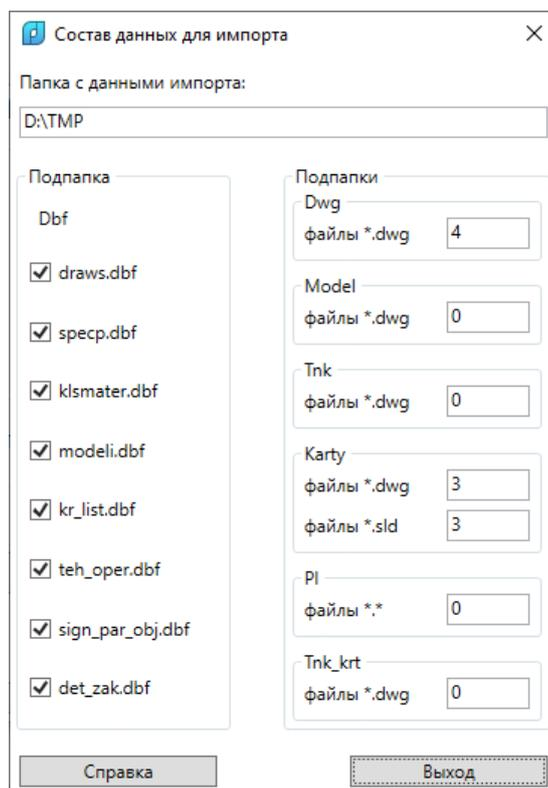 Состав данных для импорта
Папка с данными импорта:
D:\TMP
Подпапка
Dbf
draws.dbf
specp.dbf
klsmater.dbf
modeli.dbf
kr_list.dbf
teh_oper.dbf
sign_par_obj.dbf
det_zak.dbf
Подпапки
Dwg
файлы *.dwg 4
Model
файлы *.dwg 0
Tnk
файлы *.dwg 0
Karty
файлы *.dwg 3
файлы *.sld 3
Pl
файлы *.* 0
Tnk_krt
файлы *.dwg 0
Справка
Выход